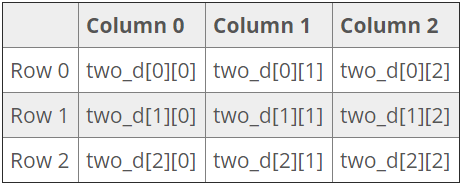 Column 0 Column 1 Column 2
Row 0 two_d[0][0] two_d[0][1] two_d[0][2]
Row 1 two_d[1][0] two_d[1][1] two_d[1][2]
Row 2 two_d[2][0] two_d[2][1] two_d[2][2]